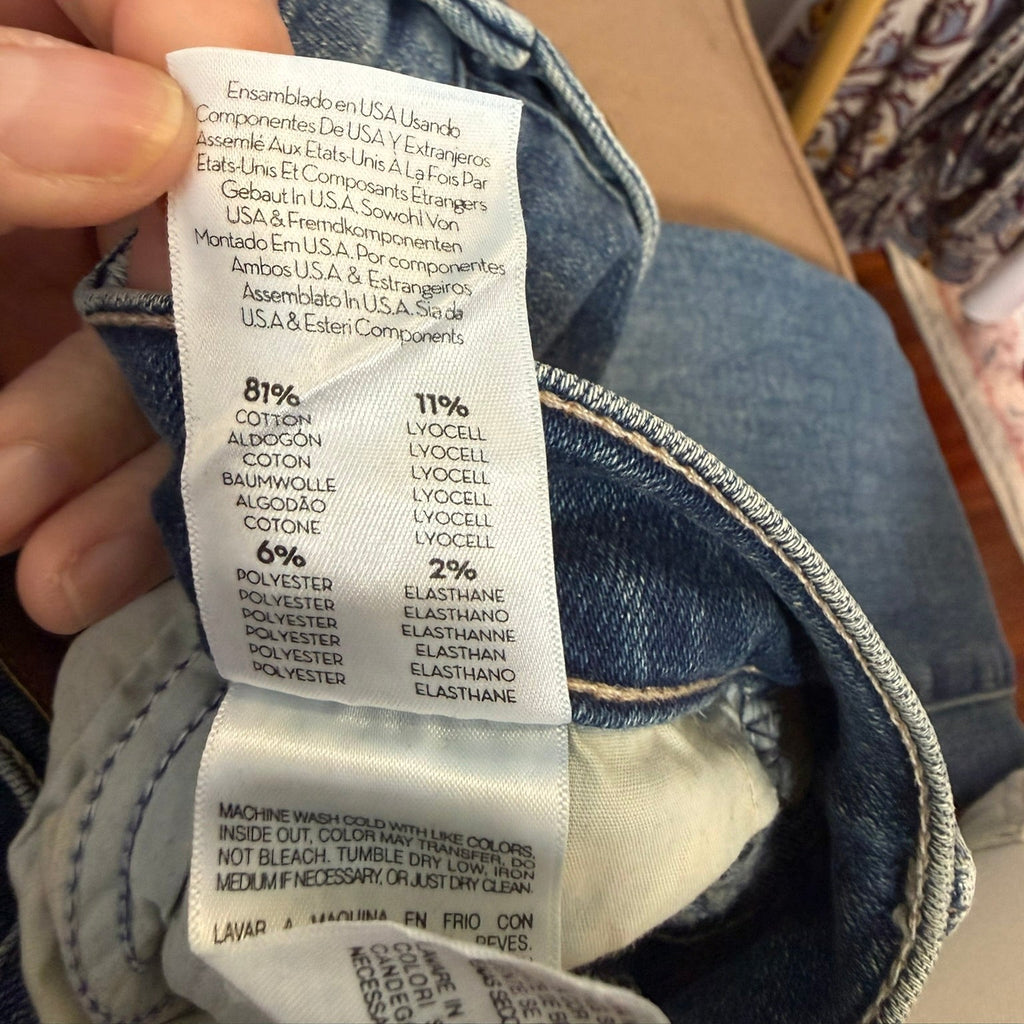 Ensamblado en USA Usando
Componentes De USA Y Extranjeros
Assemlé Aux Etats-Unis A La Fois Par
Etats-Unis Et Composants Etrangers
Gebaut In U.S.A. Sowohl Von
USA & Fremdkomponenten
Montado Em U.S.A. Por componentes
Ambos U.S.A & Estrangeiros
Assemblato In U.S.A. Sia da
U.S.A & Esteri Components
81%
COTTON
ALDOGÓN
COTON
BAUMWOLLE
ALGODÃO
COTONE
11%
LYOCELL
LYOCELL
LYOCELL
LYOCELL
LYOCELL
LYOCELL
6%
POLYESTER
POLYESTER
POLYESTER
POLYESTER
POLYESTER
POLYESTER
2%
ELASTHANE
ELASTHANO
ELASTHANNE
ELASTHAN
ELASTHANO
ELASTHANE
MACHINE WASH COLD WITH LIKE COLORS,
INSIDE OUT, COLOR MAY TRANSFER, DO
NOT BLEACH. TUMBLE DRY LOW, IRON
MEDIUM IF NECESSARY, OR JUST DRY CLEAN.
LAVAR A MAQUINA EN FRIO CON
REVES.
LAVARE IN
COLORI
CANDEG
NECESSA